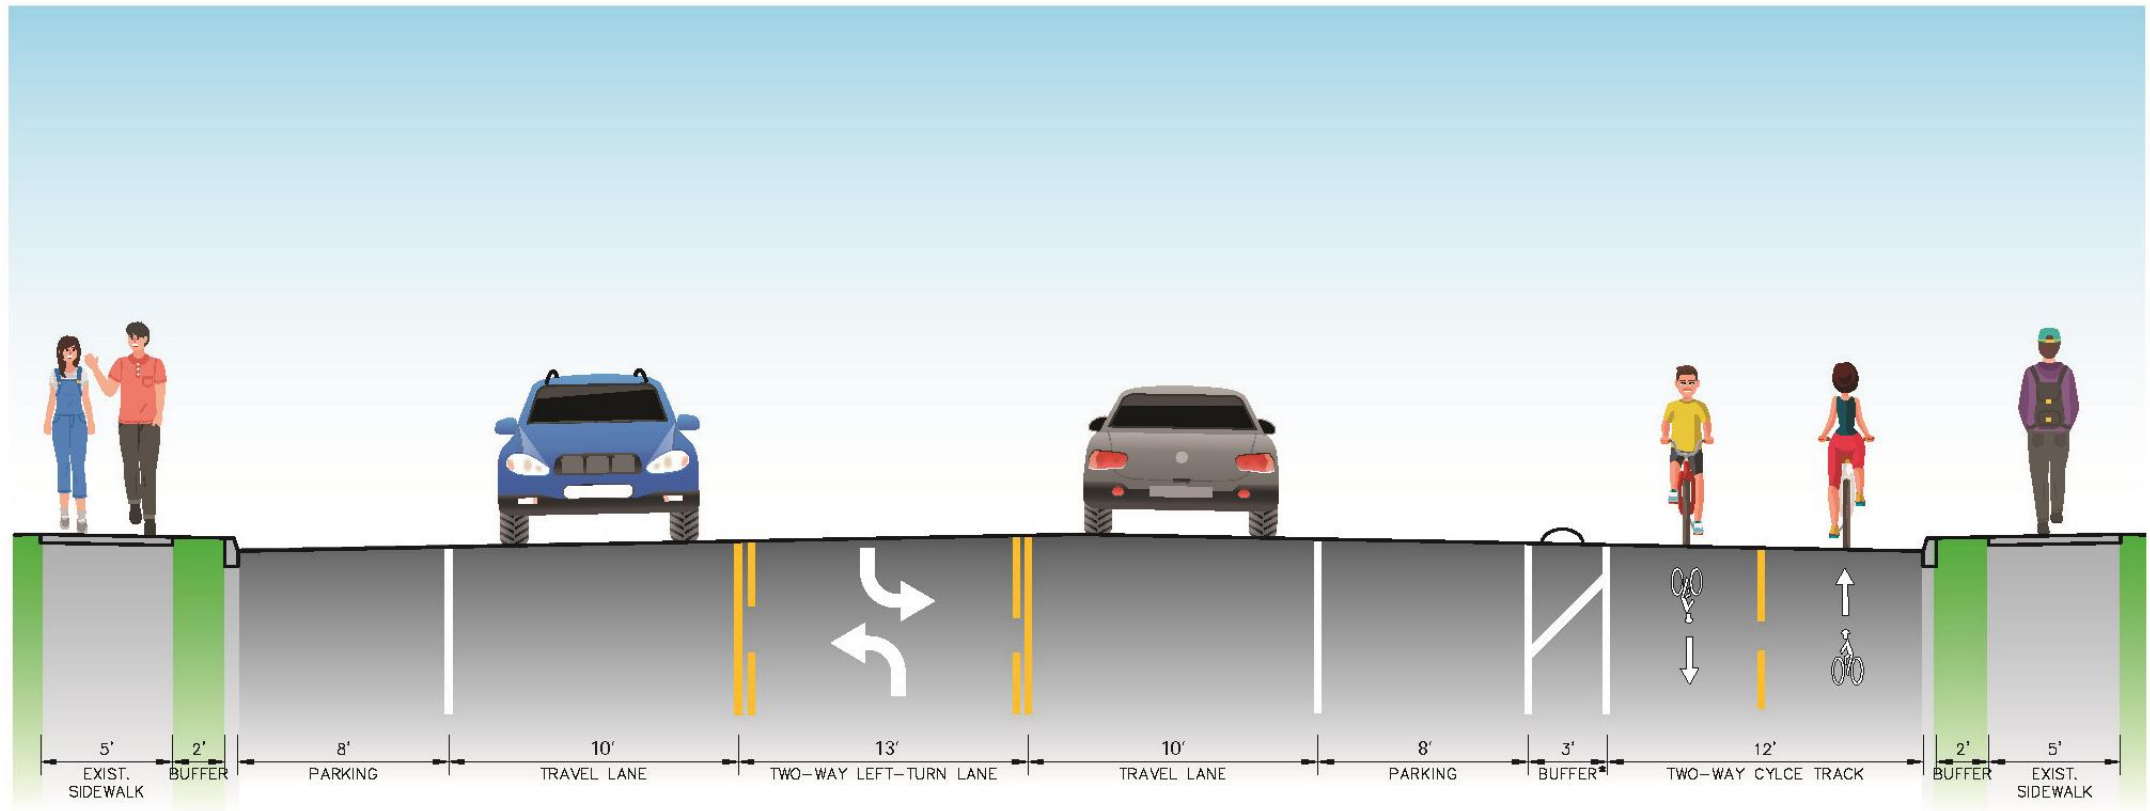 5' 2' 8' 10' 13' 10' 8' 3' 12' 2' 5'
EXIST. BUFFER PARKING TRAVEL LANE TWO-WAY LEFT-TURN LANE TRAVEL LANE PARKING BUFFER* TWO-WAY CYLCE TRACK BUFFER EXIST.
SIDEWALK SIDEWALK